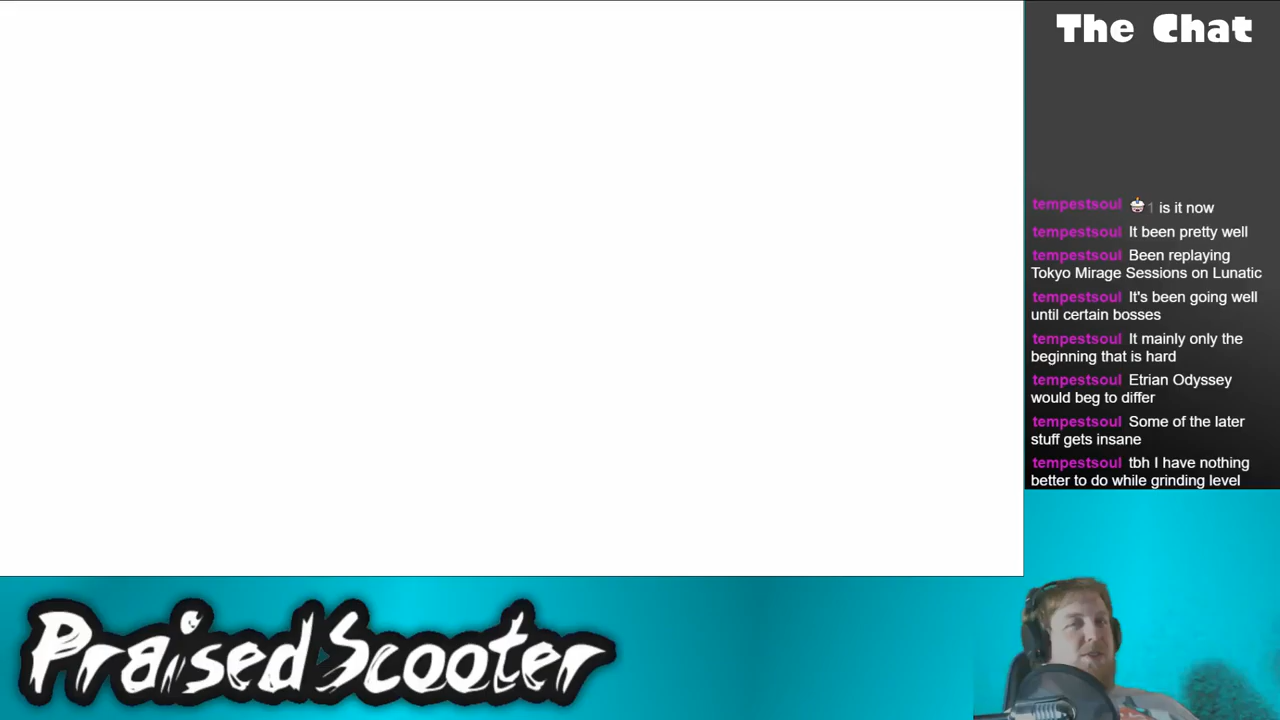 The Chat
tempestsoul 1 is it now
tempestsoul It been pretty well
tempestsoul Been replaying
Tokyo Mirage Sessions on Lunatic
tempestsoul It's been going well
until certain bosses
tempestsoul It mainly only the
beginning that is hard
tempestsoul Etrian Odyssey
would beg to differ
tempestsoul Some of the later
stuff gets insane
tempestsoul tbh I have nothing
better to do while grinding level
PraisedScooter